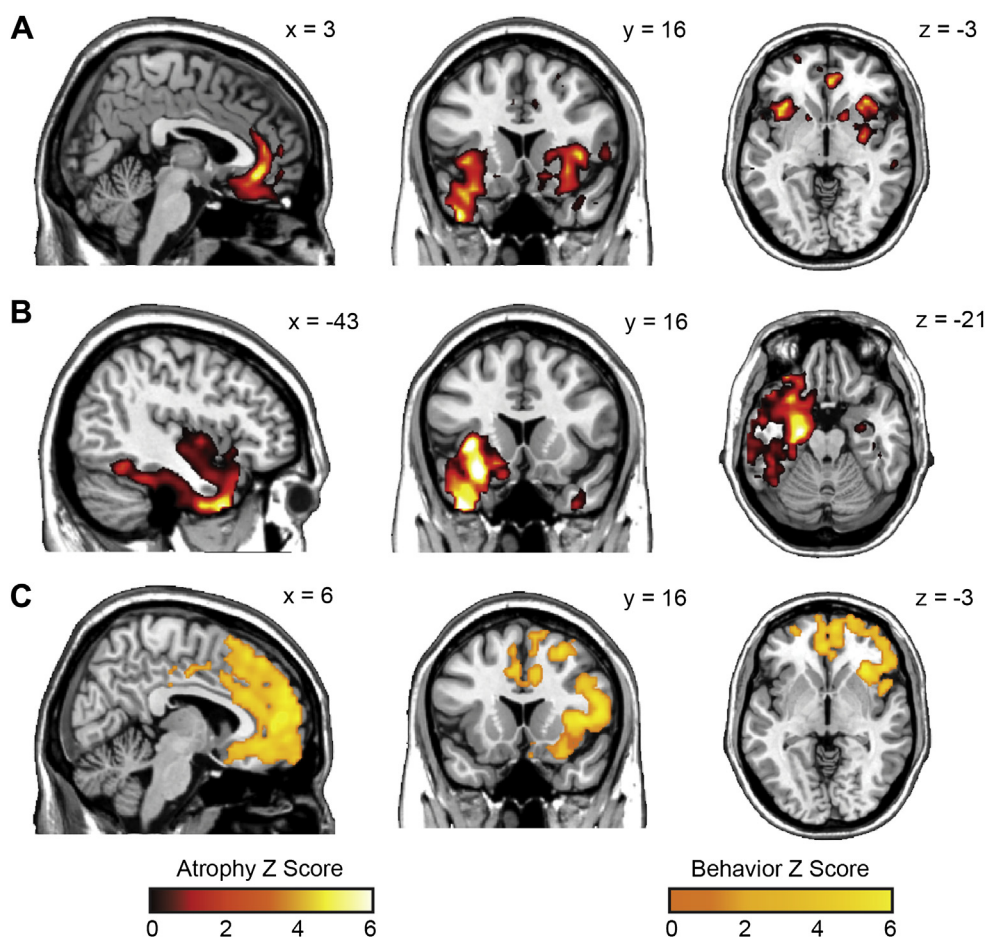 A
x = 3
y = 16
z = -3
B
x = -43
y = 16
z = -21
C
x = 6
y = 16
z = -3
Atrophy Z Score
0 2 4 6
Behavior Z Score
0 2 4 6